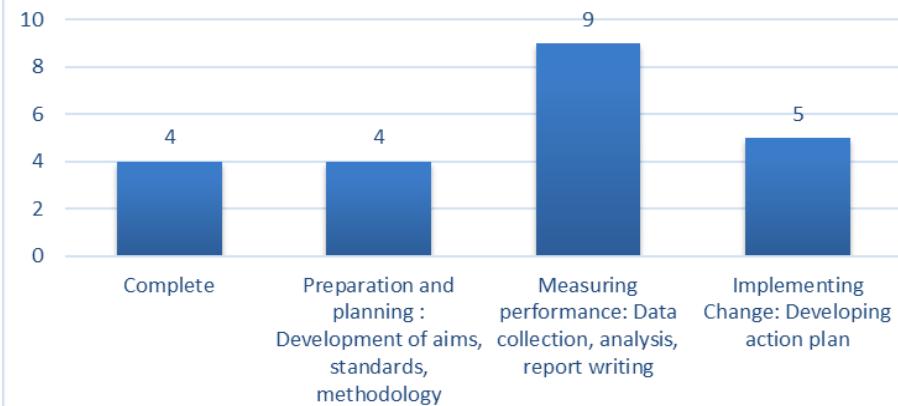 10
8
6
4
2
0
4
4
9
5
Complete
Preparation and
planning :
Development of aims,
standards,
methodology
Measuring
performance: Data
collection, analysis,
report writing
Implementing
Change: Developing
action plan